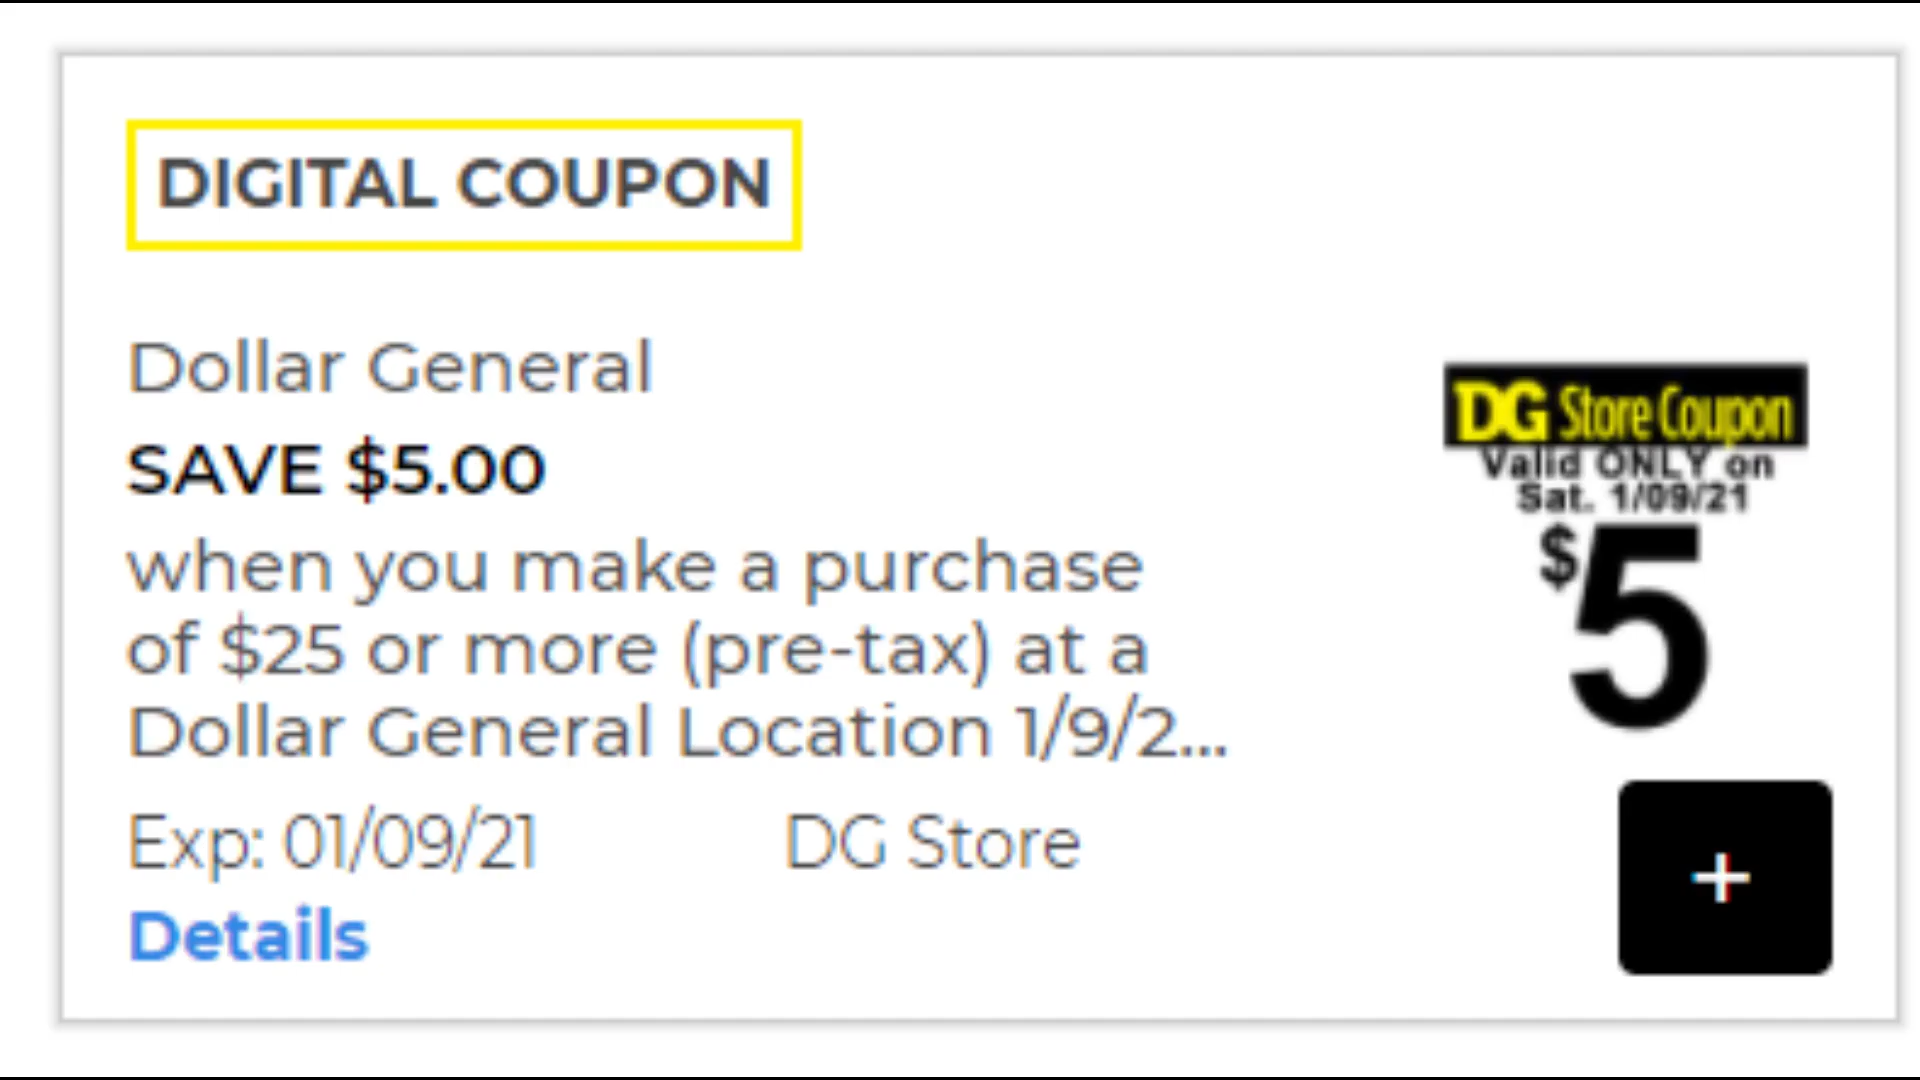 DIGITAL COUPON
Dollar General
SAVE $5.00
when you make a purchase
of $25 or more (pre-tax) at a
Dollar General Location 1/9/2...
Exp: 01/09/21 DG Store
Details
DG Store Coupon
Valid ONLY on
Sat. 1/09/21
$5
+